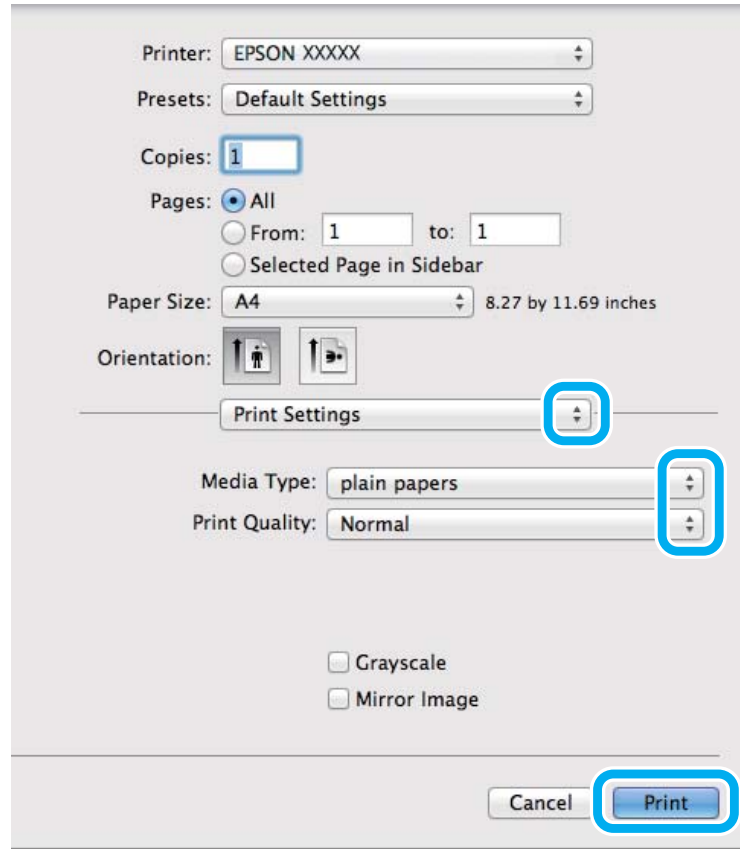 Printer: EPSON XXXXX
Presets: Default Settings
Copies: 1
Pages: All
From: 1 to: 1
Selected Page in Sidebar
Paper Size: A4 8.27 by 11.69 inches
Orientation:
Print Settings
Media Type: plain papers
Print Quality: Normal
Grayscale
Mirror Image
Cancel Print